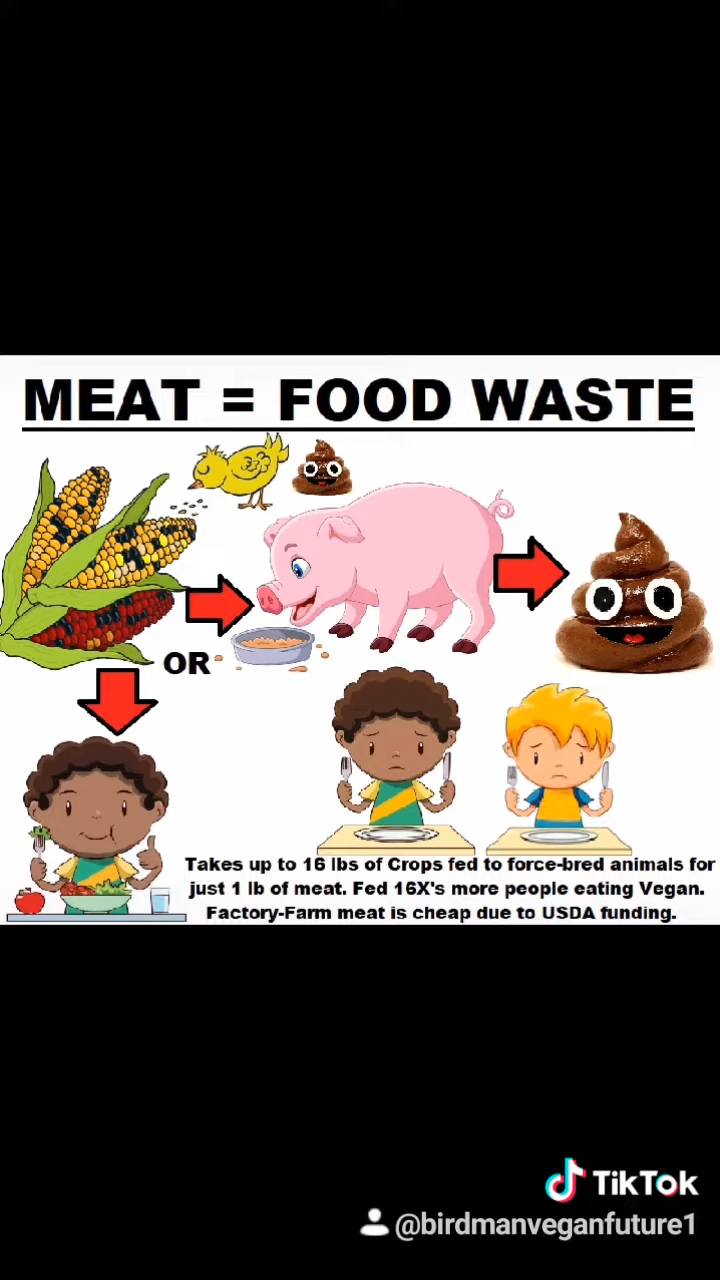 MEAT = FOOD WASTE
OR
Takes up to 16 lbs of Crops fed to force-bred animals for
just 1 lb of meat. Fed 16X's more people eating Vegan.
Factory-Farm meat is cheap due to USDA funding.
TikTok
@birdmanveganfuture1